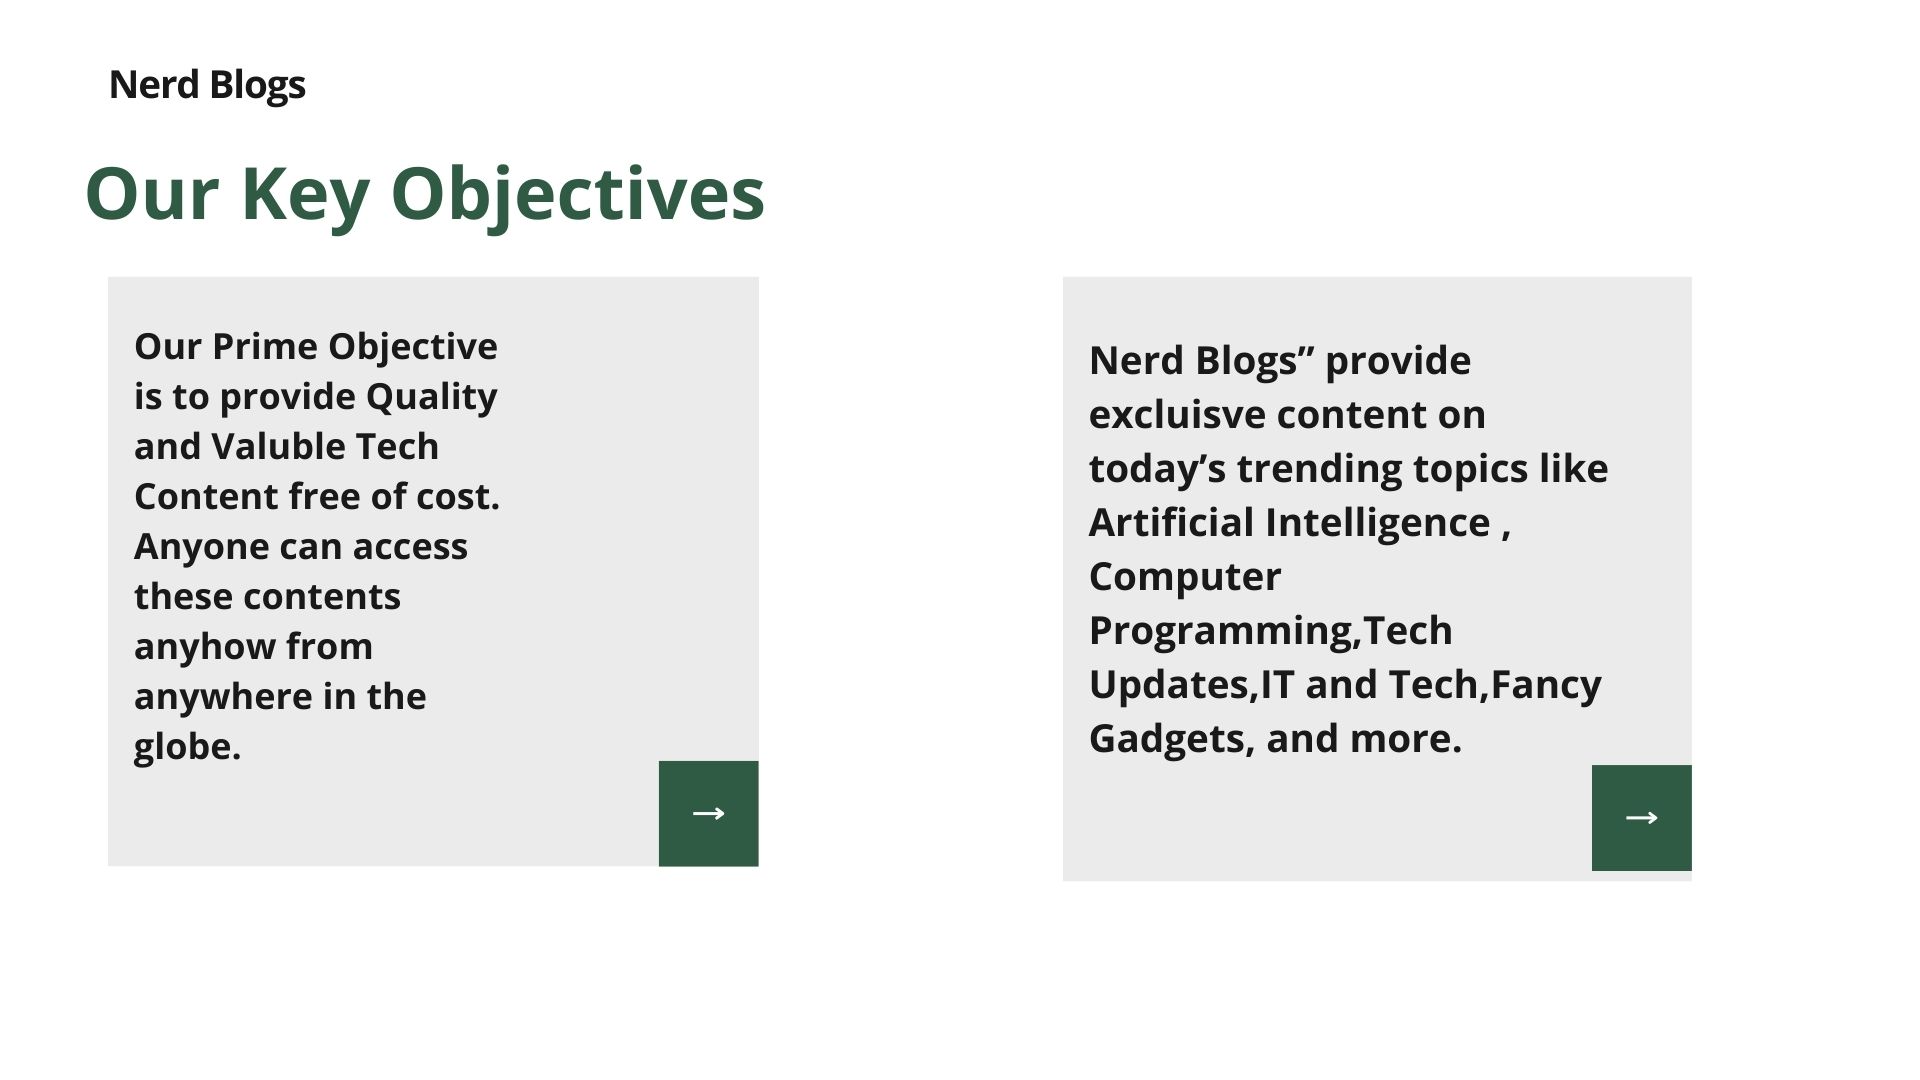 Nerd Blogs
Our Key Objectives
Our Prime Objective
is to provide Quality
and Valuble Tech
Content free of cost.
Anyone can access
these contents
anyhow from
anywhere in the
globe.
Nerd Blogs” provide
excluisve content on
today’s trending topics like
Artificial Intelligence ,
Computer
Programming,Tech
Updates,IT and Tech,Fancy
Gadgets, and more.